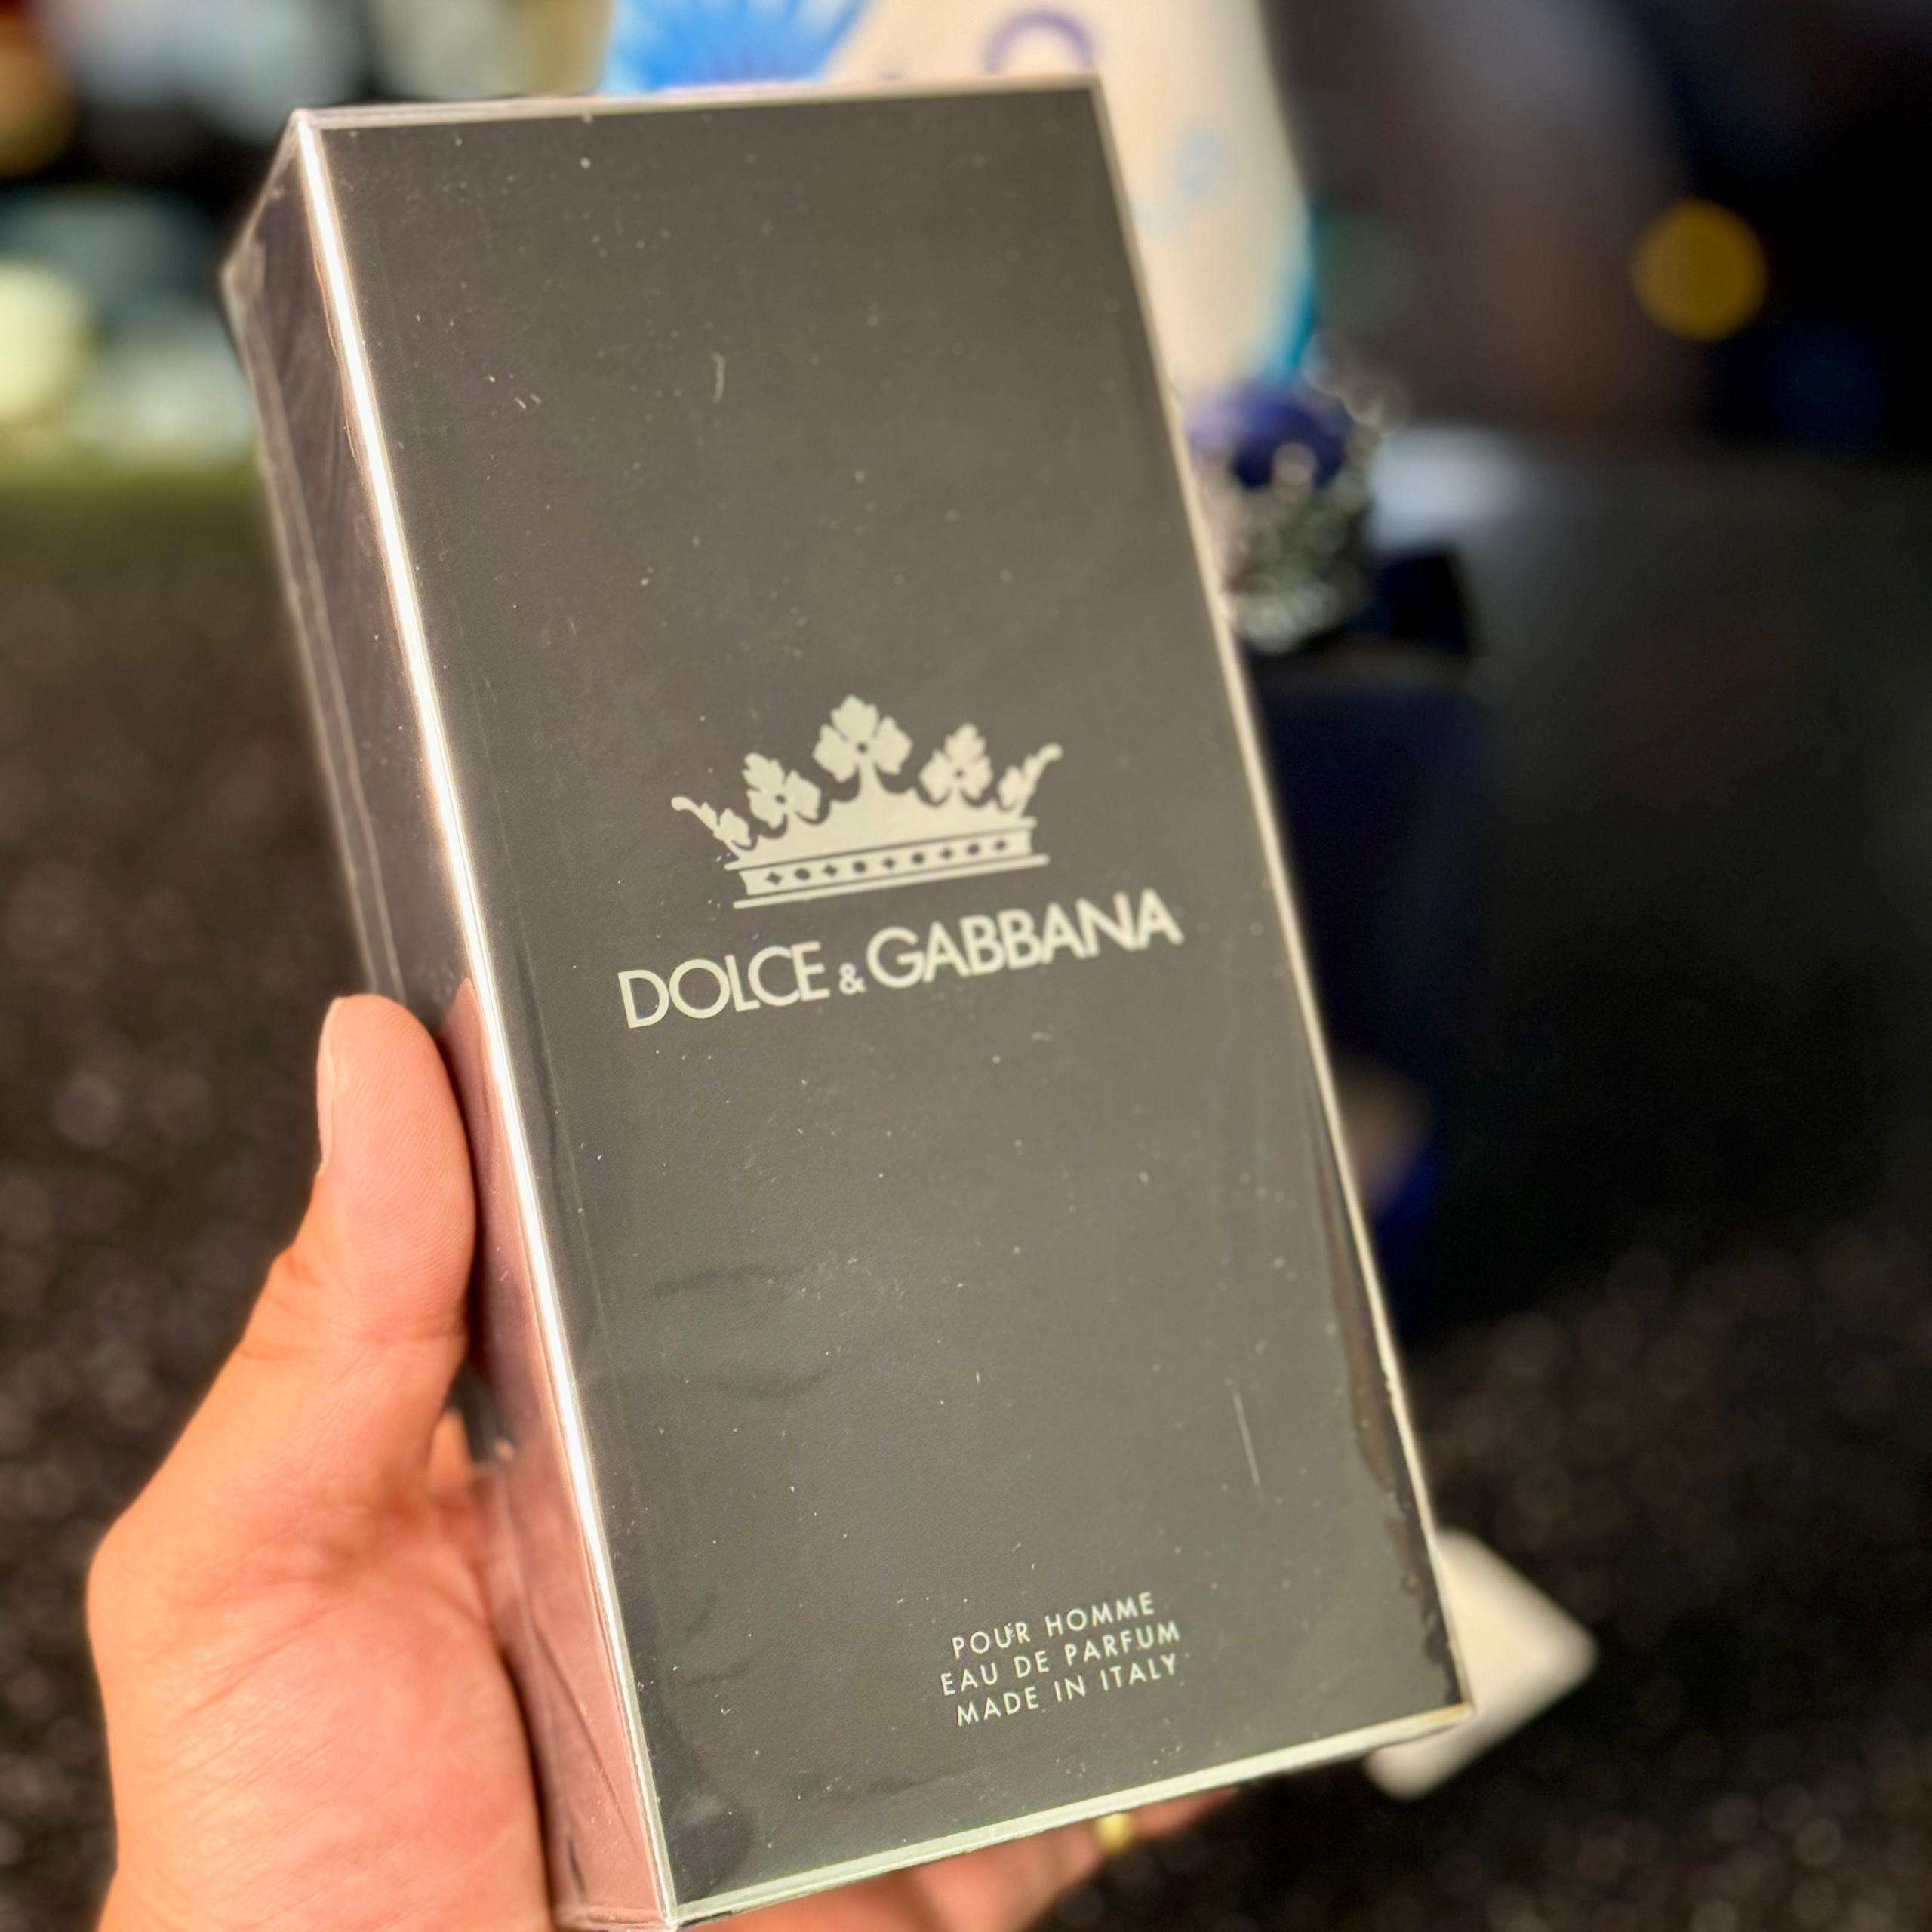 DOLCE & GABBANA
POUR HOMME
EAU DE PARFUM
MADE IN ITALY